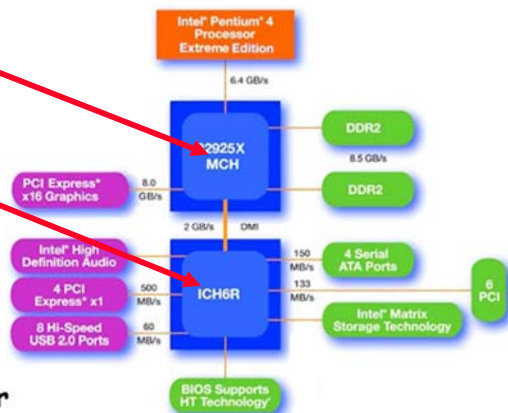 Intel® Pentium® 4
Processor
Extreme Edition
6.4 GB/s
82925X
MCH
DDR2
8.5 GB/s
DDR2
PCI Express*
x16 Graphics
8.0
GB/s
2 GB/s
DMI
Intel® High
Definition Audio
4 PCI
Express* x1
500
MB/s
8 Hi-Speed
USB 2.0 Ports
60
MB/s
ICH6R
150
MB/s
4 Serial
ATA Ports
133
MB/s
6
PCI
Intel® Matrix
Storage Technology
BIOS Supports
HT Technology
r